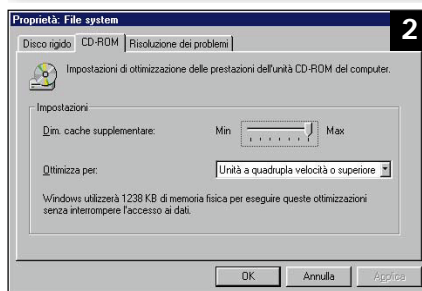 Proprietà: File system
2
Disco rigido CD-ROM Risoluzione dei problemi
Impostazioni di ottimizzazione delle prestazioni dell'unità CD-ROM del computer.
Impostazioni
Dim. cache supplementare: Min Max
Ottimizza per: Unità a quadrupla velocità o superiore
Windows utilizzerà 1238 KB di memoria fisica per eseguire queste ottimizzazioni
senza interrompere l'accesso ai dati.
OK Annulla Applica